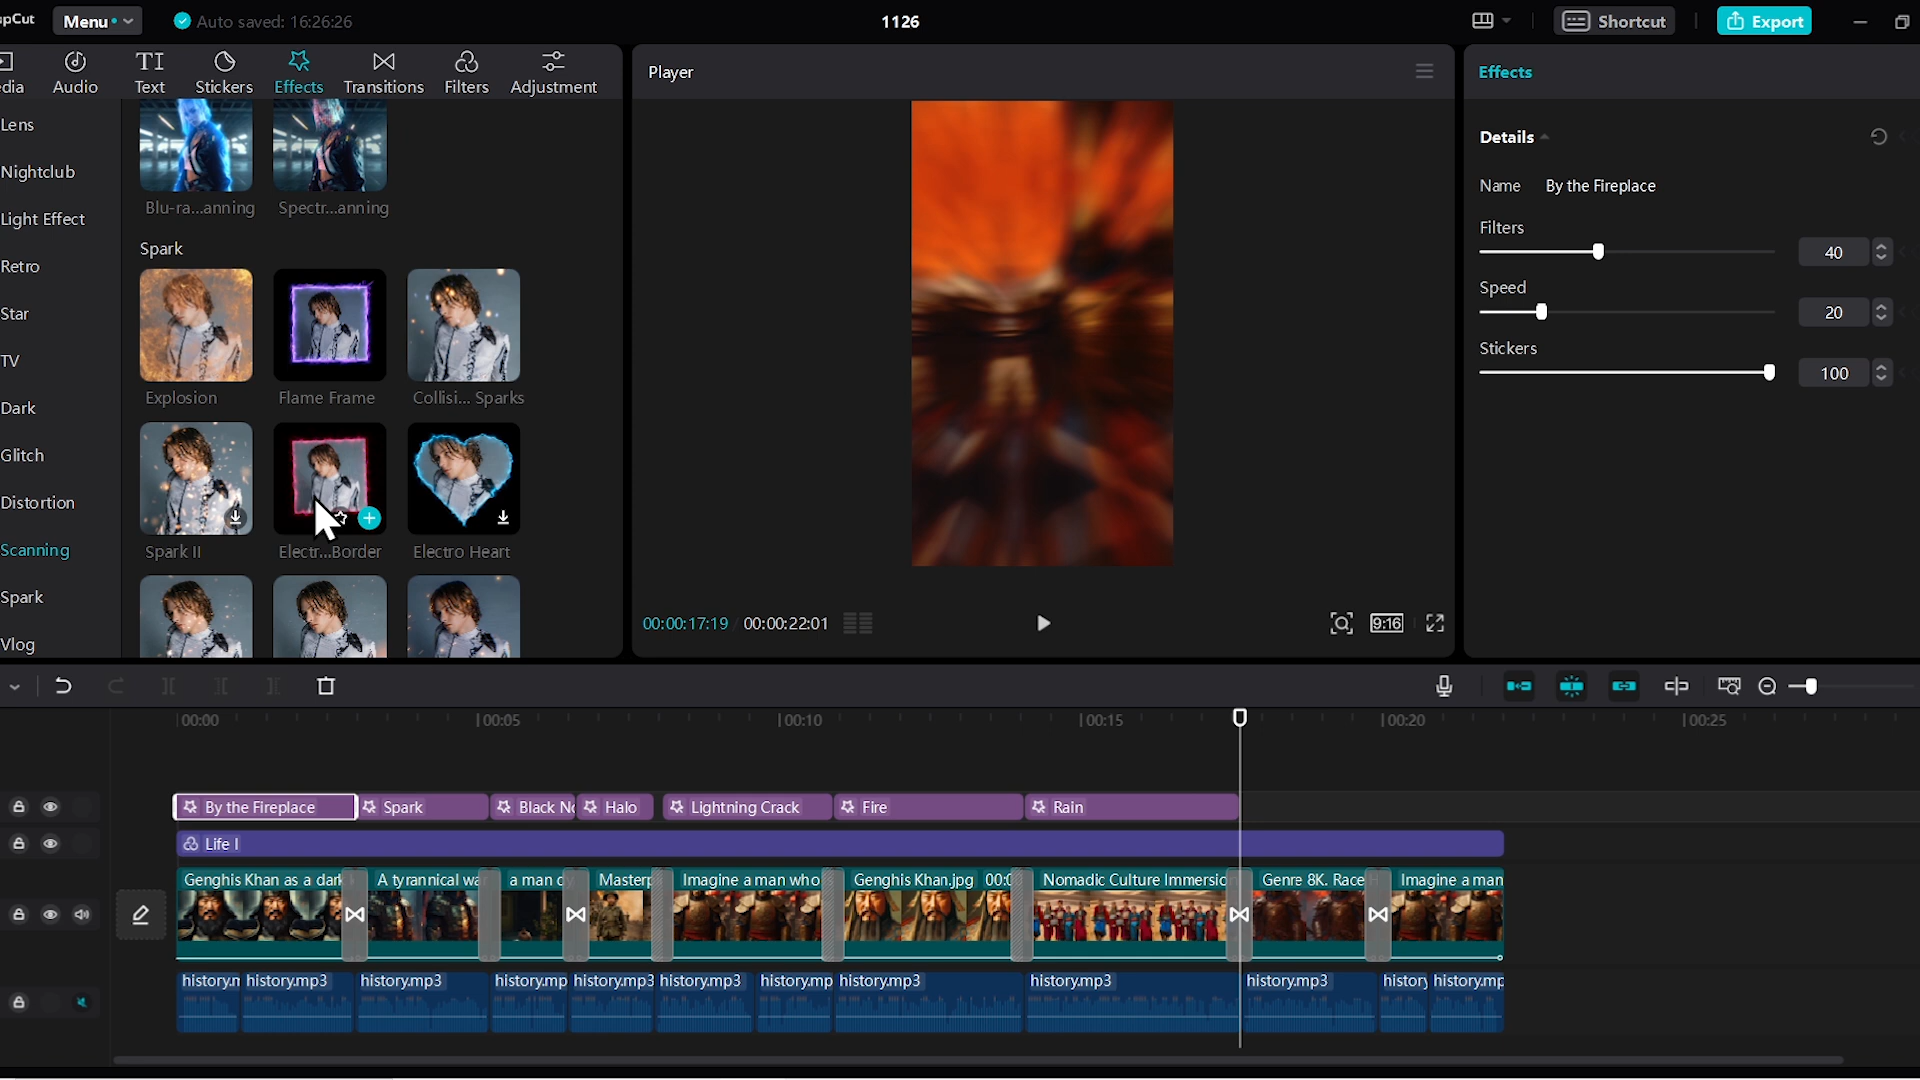 pCut
Menu
Auto saved: 16:26:26
1126
Shortcut
Export
dia
Audio
TI
Text
Stickers
Effects
Transitions
Filters
Adjustment
Player
Effects
Lens
Nightclub
Light Effect
Retro
Star
TV
Dark
Glitch
Distortion
Scanning
Spark
Vlog
Blu-ra...anning
Spectr...anning
Spark
Explosion
Flame Frame
Collisi... Sparks
Spark II
Electr...Border
Electro Heart
Details
Name By the Fireplace
Filters
40
Speed
20
Stickers
100
00:00:17:19 00:00:22:01
9:16
00:00
00:05
00:10
00:15
00:20
00:25
By the Fireplace
Spark
Black No
Halo
Lightning Crack
Fire
Rain
Life I
Genghis Khan as a dark
A tyrannical wa
a man d
Masterp
Imagine a man who
Genghis Khan.jpg 00:0
Nomadic Culture Immersio
Genre 8K. Race
Imagine a man
history.m
history.mp3
history.mp3
history.mp
history.mp3
history.mp3
history.mp
history.mp3
history.mp3
history.mp3
history
history.mp